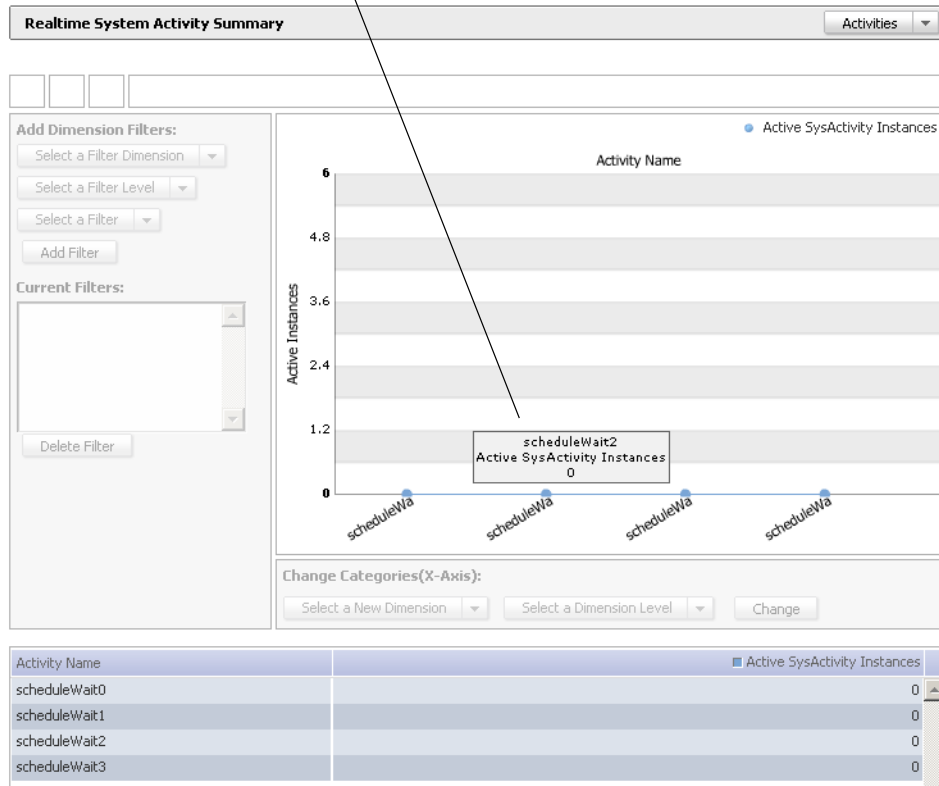 Realtime System Activity Summary
Activities
Add Dimension Filters:
Select a Filter Dimension
Select a Filter Level
Select a Filter
Add Filter
Current Filters:
Delete Filter
Active SysActivity Instances
Activity Name
6
4.8
3.6
2.4
1.2
0
Active Instances
scheduleWait2
Active SysActivity Instances
0
scheduleWa
scheduleWa
scheduleWa
scheduleWa
Change Categories(X-Axis):
Select a New Dimension
Select a Dimension Level
Change
Activity Name Active SysActivity Instances
scheduleWait0 0
scheduleWait1 0
scheduleWait2 0
scheduleWait3 0